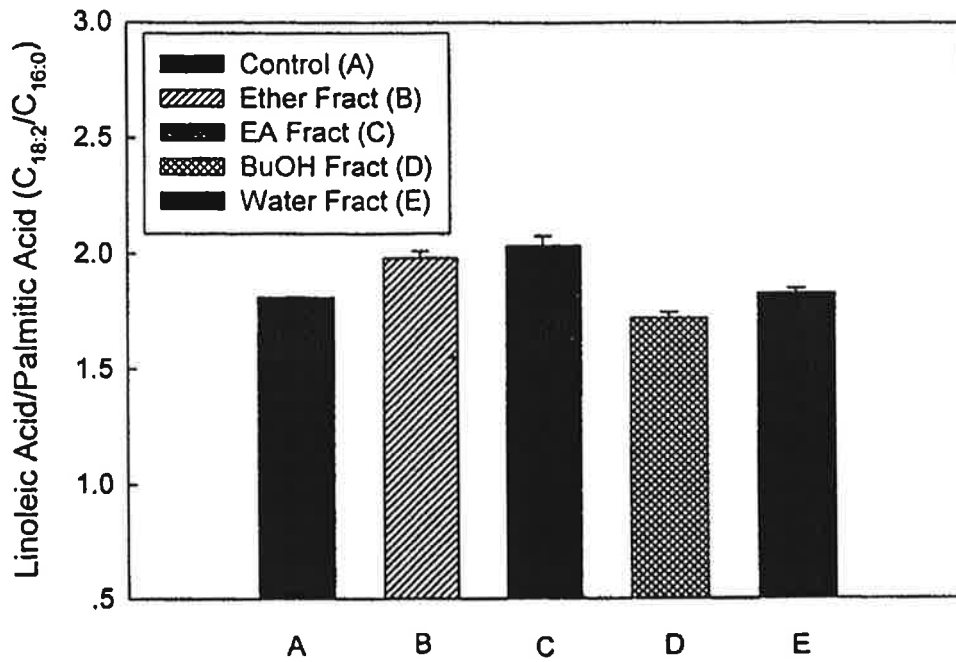 Linoleic Acid/Palmitic Acid (C18:2/C16:0)
3.0
2.5
2.0
1.5
1.0
.5
Control (A)
Ether Fract (B)
EA Fract (C)
BuOH Fract (D)
Water Fract (E)
A
B
C
D
E